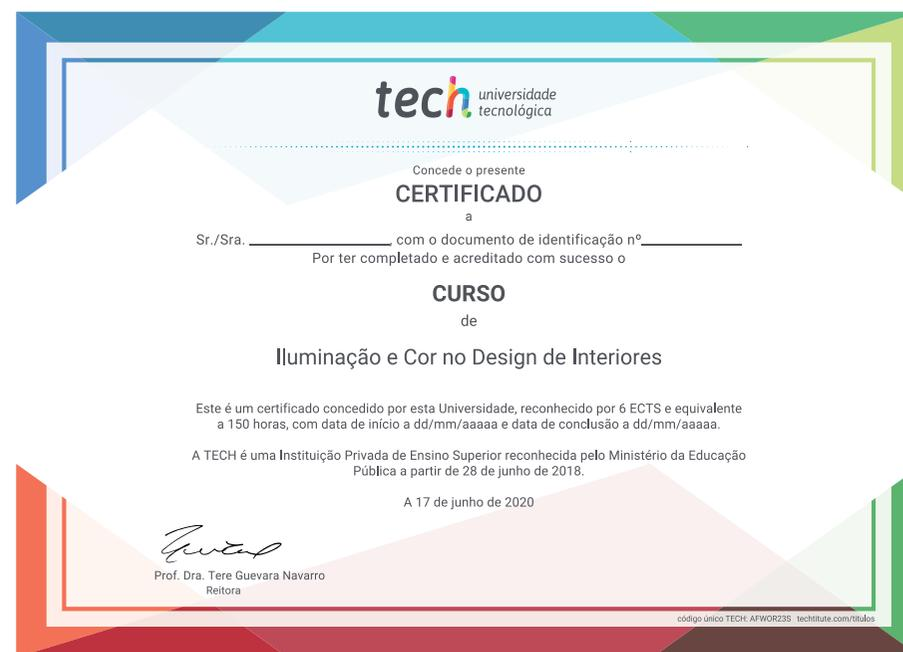 tech universidade
tecnológica
Concede o presente
CERTIFICADO
a
Sr./Sra. ____________, com o documento de identificação nº____________
Por ter completado e acreditado com sucesso o
CURSO
de
Iluminação e Cor no Design de Interiores
Este é um certificado concedido por esta Universidade, reconhecido por 6 ECTS e equivalente
a 150 horas, com data de início a dd/mm/aaaaa e data de conclusão a dd/mm/aaaaa.
A TECH é uma Instituição Privada de Ensino Superior reconhecida pelo Ministério da Educação
Pública a partir de 28 de junho de 2018.
A 17 de junho de 2020
Prof. Dra. Tere Guevara Navarro
Reitora
código único TECH: AFWOR23S techtitute.com/titulos